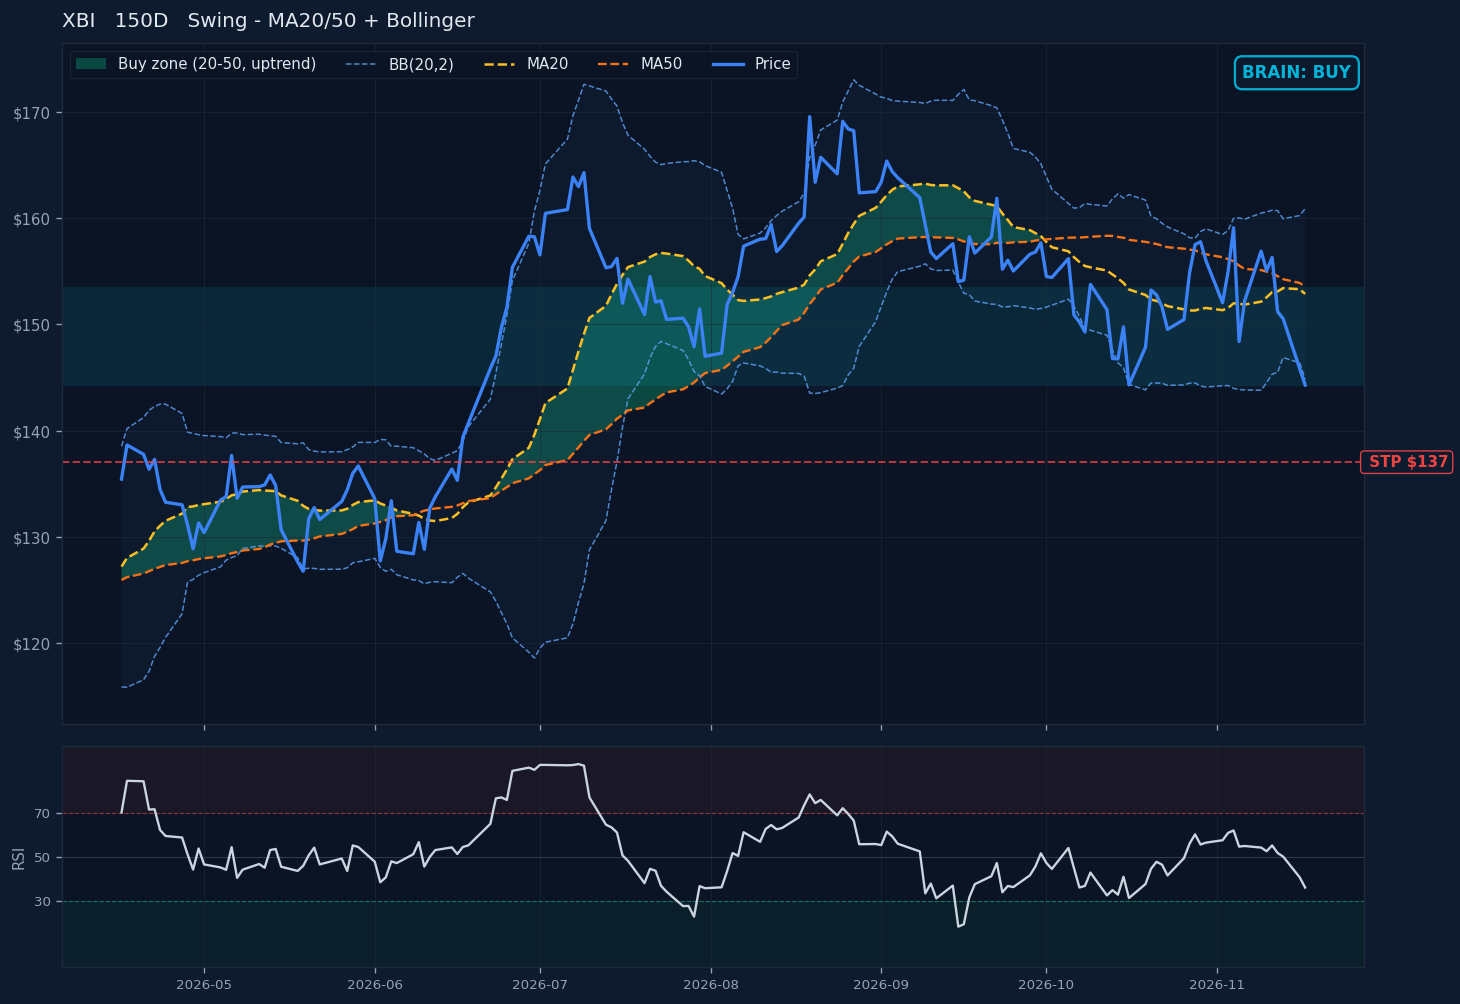 XBI 150D Swing - MA20/50 + Bollinger
Buy zone (20-50, uptrend) BB(20,2) MA20 MA50 Price
BRAIN: BUY
$170
$160
$150
$140
STP $137
$130
$120
70
50
30
RSI
2026-05 2026-06 2026-07 2026-08 2026-09 2026-10 2026-11